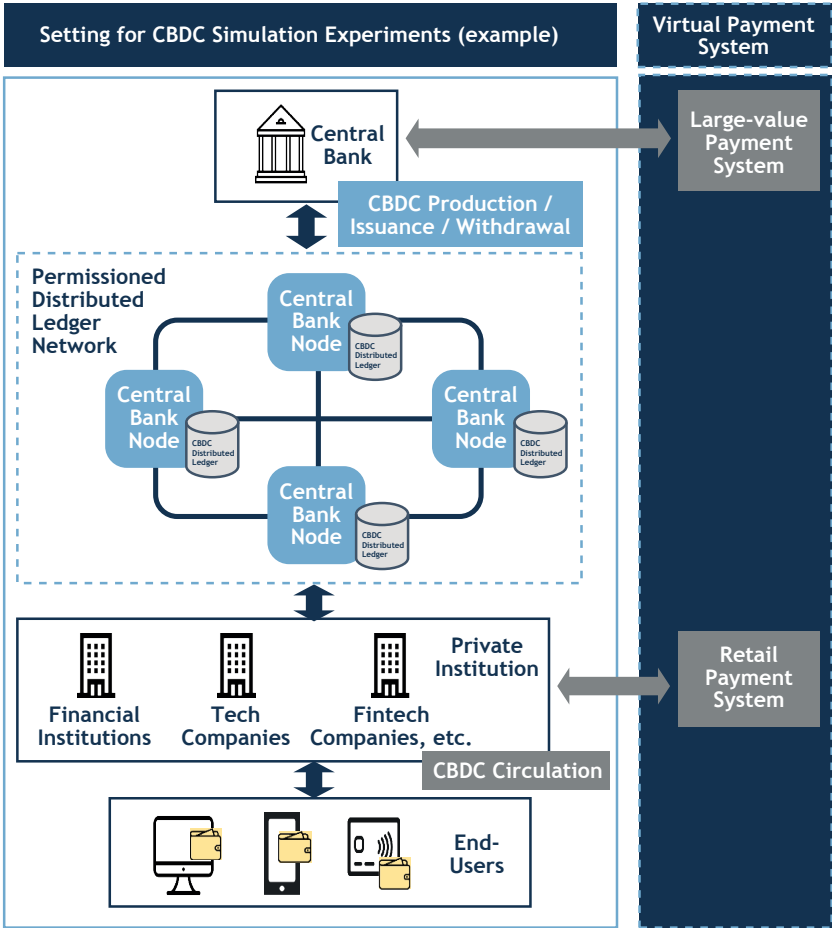 Setting for CBDC Simulation Experiments (example)
Virtual Payment
System
Central
Bank
Large-value
Payment
System
CBDC Production /
Issuance / Withdrawal
Permissioned
Distributed
Ledger
Network
Central
Bank
Node
CBDC
Distributed
Ledger
Central
Bank
Node
CBDC
Distributed
Ledger
Central
Bank
Node
CBDC
Distributed
Ledger
Central
Bank
Node
CBDC
Distributed
Ledger
Private
Institution
Financial
Institutions
Tech
Companies
Fintech
Companies, etc.
Retail
Payment
System
CBDC Circulation
End-
Users